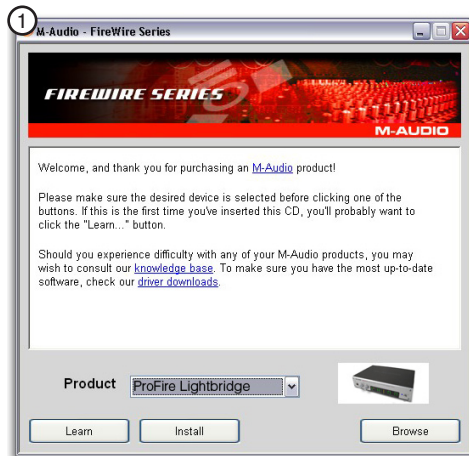 1
M-Audio - FireWire Series
FIREWIRE SERIES
M-AUDIO
Welcome, and thank you for purchasing an M-Audio product!
Please make sure the desired device is selected before clicking one of the
buttons. If this is the first time you've inserted this CD, you'll probably want to
click the "Learn..." button.
Should you experience difficulty with any of your M-Audio products, you may
wish to consult our knowledge base. To make sure you have the most up-to-date
software, check our driver downloads.
Product ProFire Lightbridge
Learn Install Browse